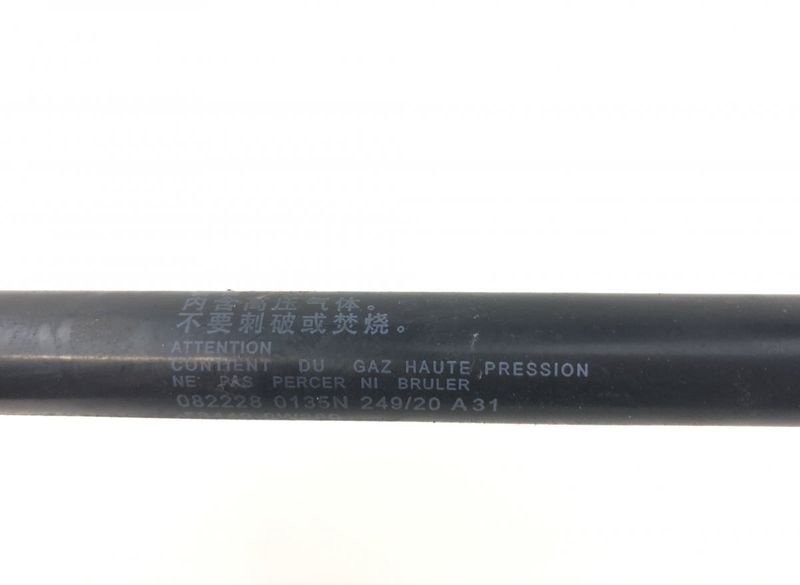 内含高压气体。
不要刺破或焚烧。
ATTENTION
CONTIENT DU GAZ HAUTE PRESSION
NE PAS PERCER NI BRULER
082228 0135N 249/20 A31